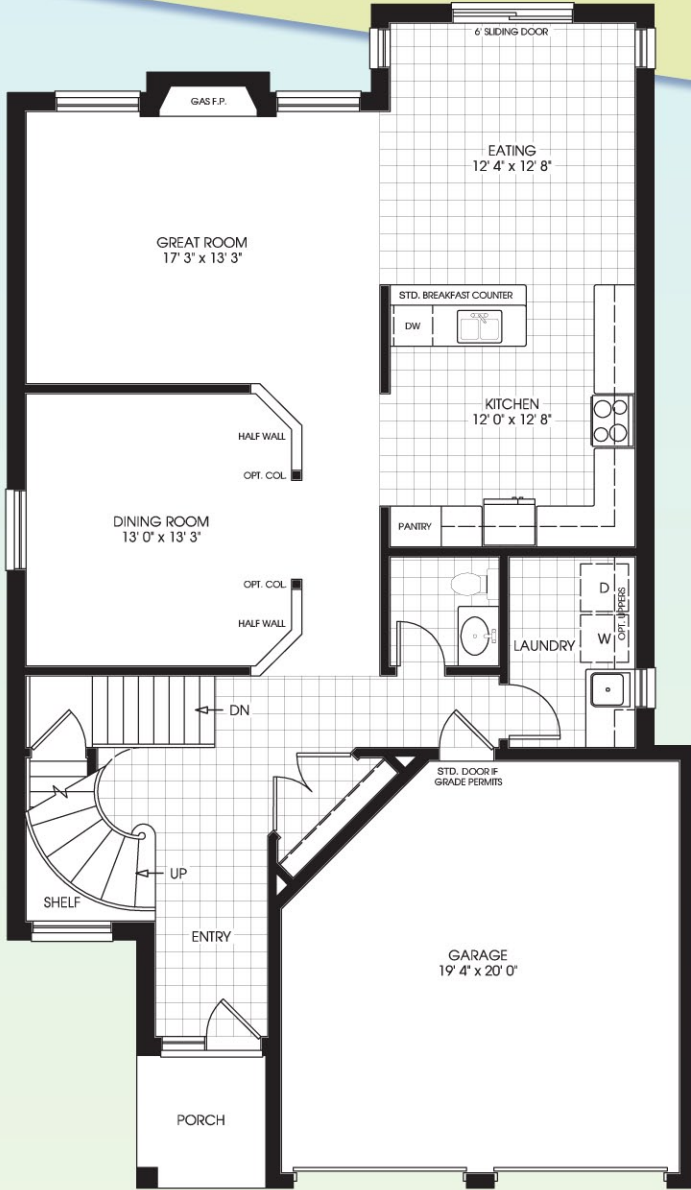 6' SLIDING DOOR
GAS F.P.
EATING
12' 4" x 12' 8"
GREAT ROOM
17' 3" x 13' 3"
STD. BREAKFAST COUNTER
DW
KITCHEN
12' 0" x 12' 8"
HALF WALL
OPT. COL.
DINING ROOM
13' 0" x 13' 3"
PANTRY
OPT. COL.
HALF WALL
D
OPT. UPPERS
W
LAUNDRY
DN
STD. DOOR IF
GRADE PERMITS
UP
SHELF
ENTRY
GARAGE
19' 4" x 20' 0"
PORCH